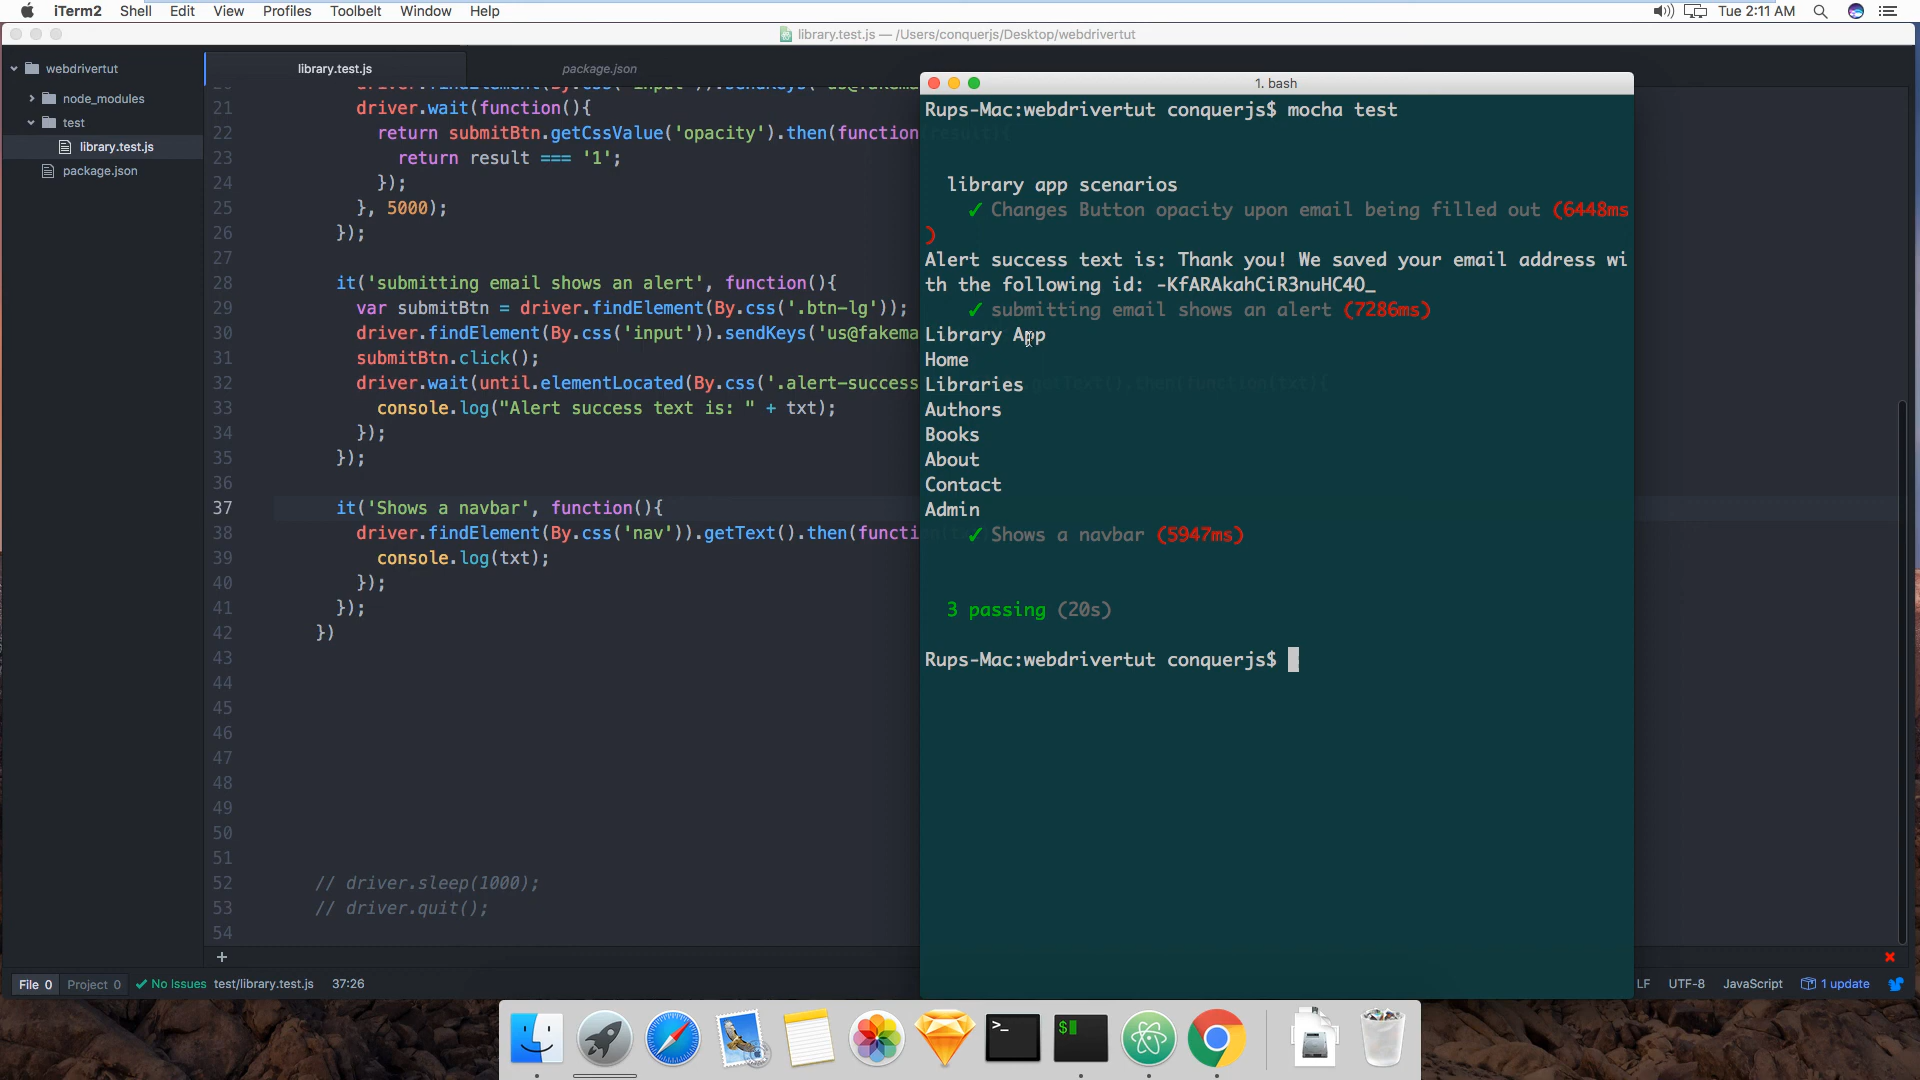 iTerm2 Shell Edit View Profiles Toolbelt Window Help
Tue 2:11 AM
library.test.js — /Users/conquerjs/Desktop/webdrivertut
webdrivertut
node_modules
test
library.test.js
package.json
library.test.js
package.json
21 driver.wait(function(){
22 return submitBtn.getCssValue('opacity').then(function
23 return result === '1';
24 });
25 }, 5000);
26 });
27
28 it('submitting email shows an alert', function(){
29 var submitBtn = driver.findElement(By.css('.btn-lg'));
30 driver.findElement(By.css('input')).sendKeys('us@fakema
31 submitBtn.click();
32 driver.wait(until.elementLocated(By.css('.alert-success
33 console.log("Alert success text is: " + txt);
34 });
35 });
36
37 it('Shows a navbar', function(){
38 driver.findElement(By.css('nav')).getText().then(functi
39 console.log(txt);
40 });
41 });
42 })
43
44
45
46
47
48
49
50
51
52 // driver.sleep(1000);
53 // driver.quit();
54
1. bash
Rups-Mac:webdrivertut conquerjs$ mocha test
library app scenarios
✓ Changes Button opacity upon email being filled out (6448ms
)
Alert success text is: Thank you! We saved your email address wi
th the following id: -KfARAkahCiR3nuHC4O_
✓ submitting email shows an alert (7286ms)
Library App
Home
Libraries
Authors
Books
About
Contact
Admin
✓ Shows a navbar (5947ms)
3 passing (20s)
Rups-Mac:webdrivertut conquerjs$
+
File 0 Project 0 ✓ No Issues test/library.test.js 37:26
LF UTF-8 JavaScript 1 update